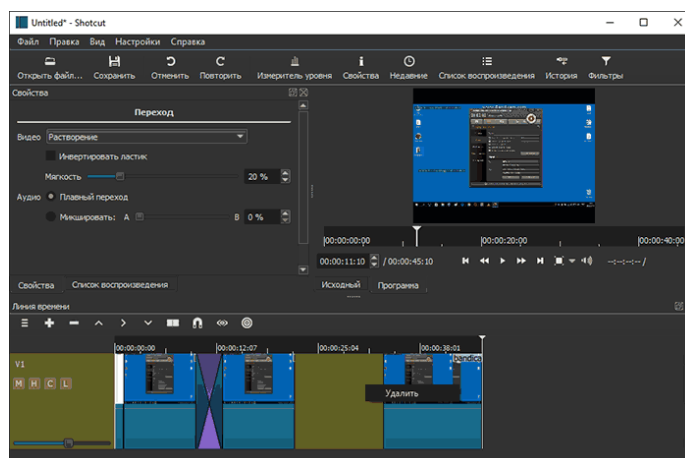 Untitled* - Shotcut
Файл Правка Вид Настройки Справка
Открыть файл... Сохранить Отменить Повторить Измеритель уровня Свойства Недавние Список воспроизведения История Фильтры
Свойства
Переход
Видео Растворение
Инвертировать ластик
Мягкость 20 %
Аудио Плавный переход
Микшировать: A B 0 %
00:00:00:00 00:00:20:00 00:00:40:00
00:00:11:10 / 00:00:45:10 --:--:--:-- /
Свойства Список воспроизведения
Исходный Программа
Линия времени
00:00:00:00 00:00:12:07 00:00:25:04 00:00:38:01
V1
M H C L
bandica
Удалить